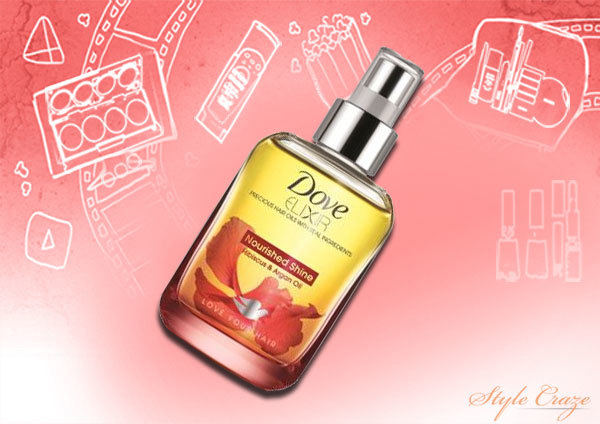 Dove
ELIXIR
PRECIOUS HAIR OILS WITH REAL INGREDIENTS
Nourished Shine
Hibiscus & Argan Oil
LOVE YOUR HAIR
Style Craze